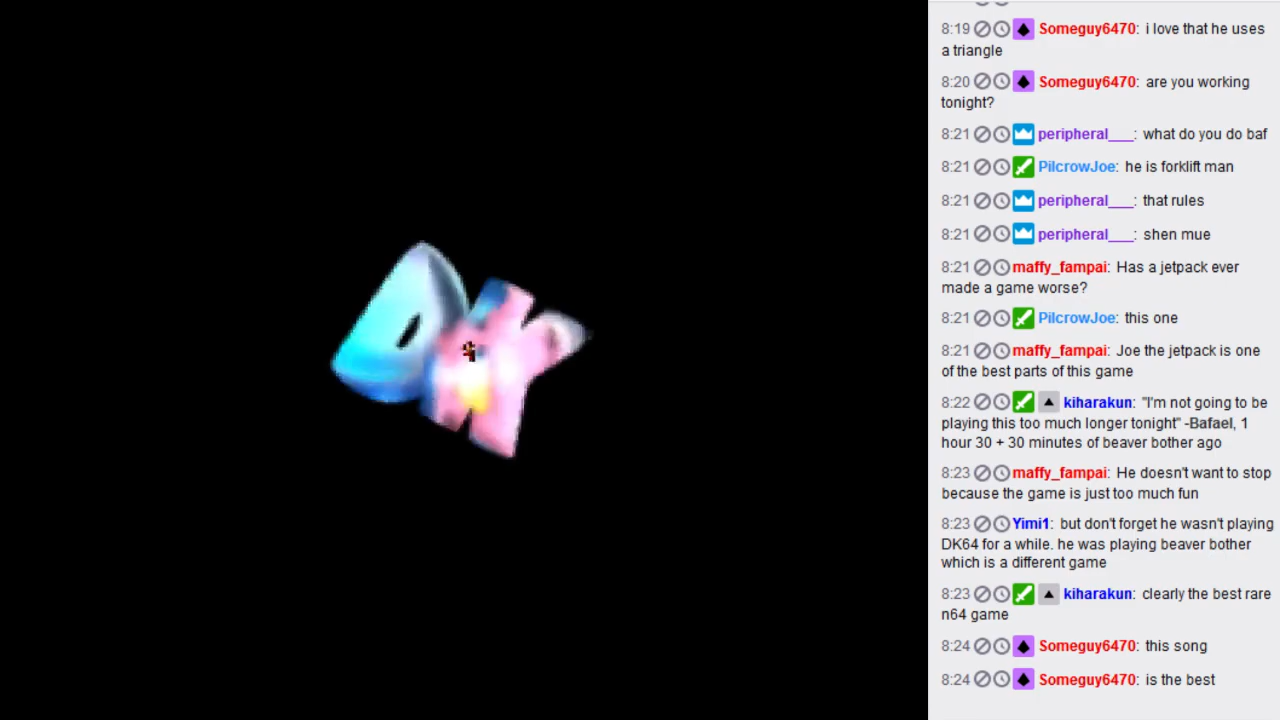 DK
8:19 Someguy6470: i love that he uses
a triangle
8:20 Someguy6470: are you working
tonight?
8:21 peripheral___: what do you do baf
8:21 PilcrowJoe: he is forklift man
8:21 peripheral___: that rules
8:21 peripheral___: shen mue
8:21 maffy_fampai: Has a jetpack ever
made a game worse?
8:21 PilcrowJoe: this one
8:21 maffy_fampai: Joe the jetpack is one
of the best parts of this game
8:22 kiharakun: "I'm not going to be
playing this too much longer tonight" -Bafael, 1
hour 30 + 30 minutes of beaver bother ago
8:23 maffy_fampai: He doesn't want to stop
because the game is just too much fun
8:23 Yimi1: but don't forget he wasn't playing
DK64 for a while. he was playing beaver bother
which is a different game
8:23 kiharakun: clearly the best rare
n64 game
8:24 Someguy6470: this song
8:24 Someguy6470: is the best